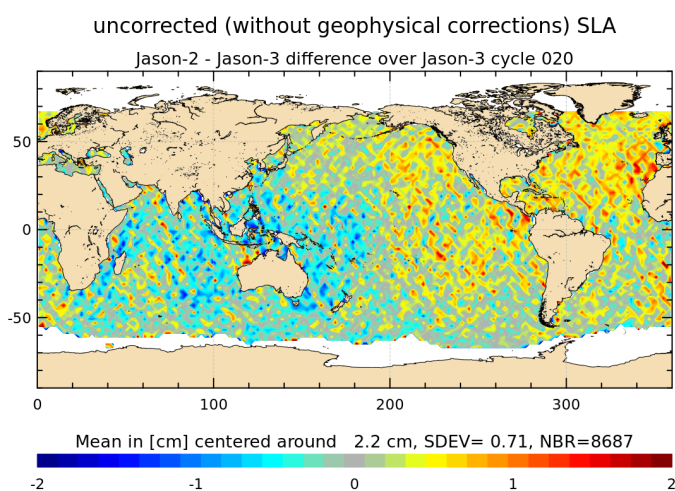 uncorrected (without geophysical corrections) SLA
Jason-2 - Jason-3 difference over Jason-3 cycle 020
50
0
-50
0 100 200 300
Mean in [cm] centered around 2.2 cm, SDEV= 0.71, NBR=8687
-2 -1 0 1 2